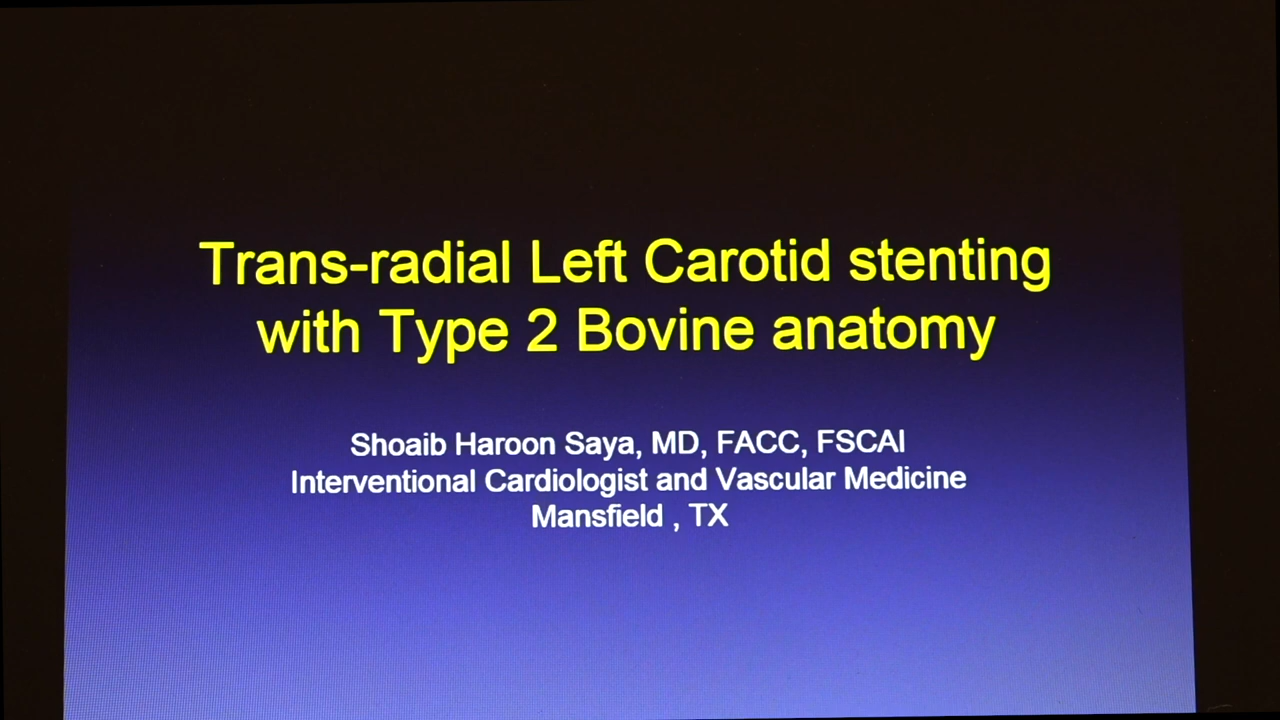 Trans-radial Left Carotid stenting
with Type 2 Bovine anatomy
Shoaib Haroon Saya, MD, FACC, FSCAI
Interventional Cardiologist and Vascular Medicine
Mansfield , TX